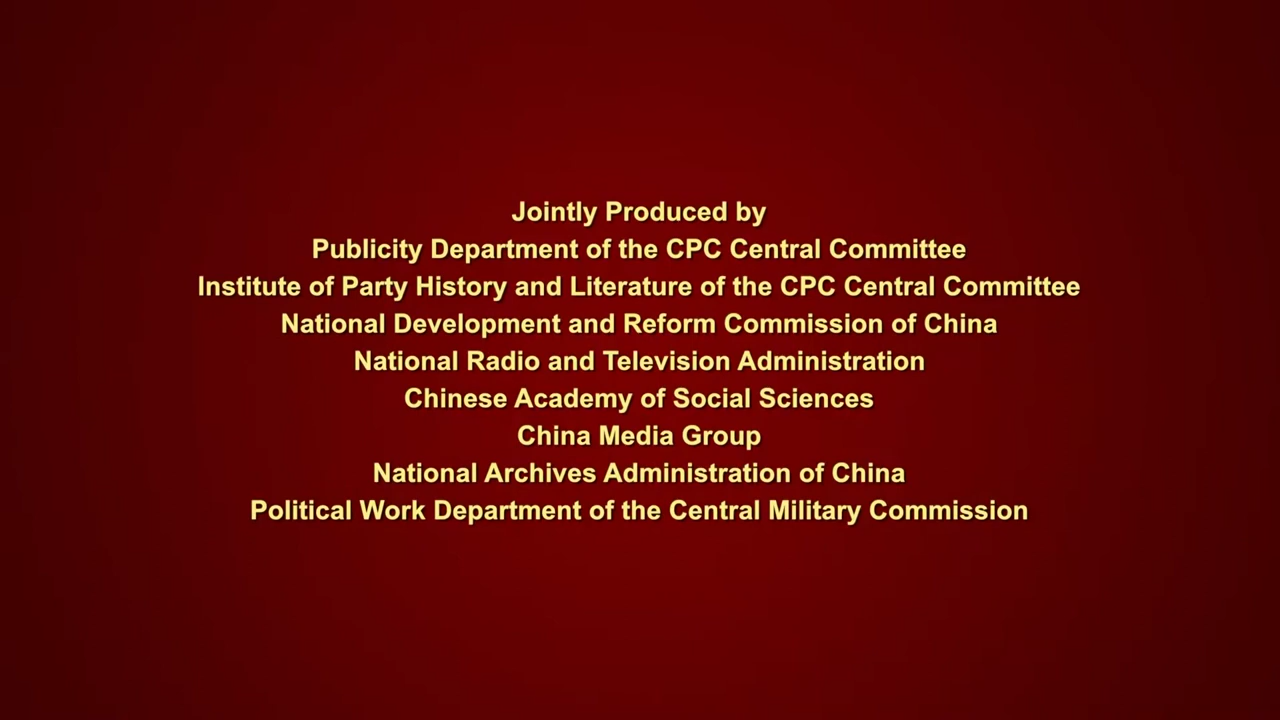 Jointly Produced by
Publicity Department of the CPC Central Committee
Institute of Party History and Literature of the CPC Central Committee
National Development and Reform Commission of China
National Radio and Television Administration
Chinese Academy of Social Sciences
China Media Group
National Archives Administration of China
Political Work Department of the Central Military Commission